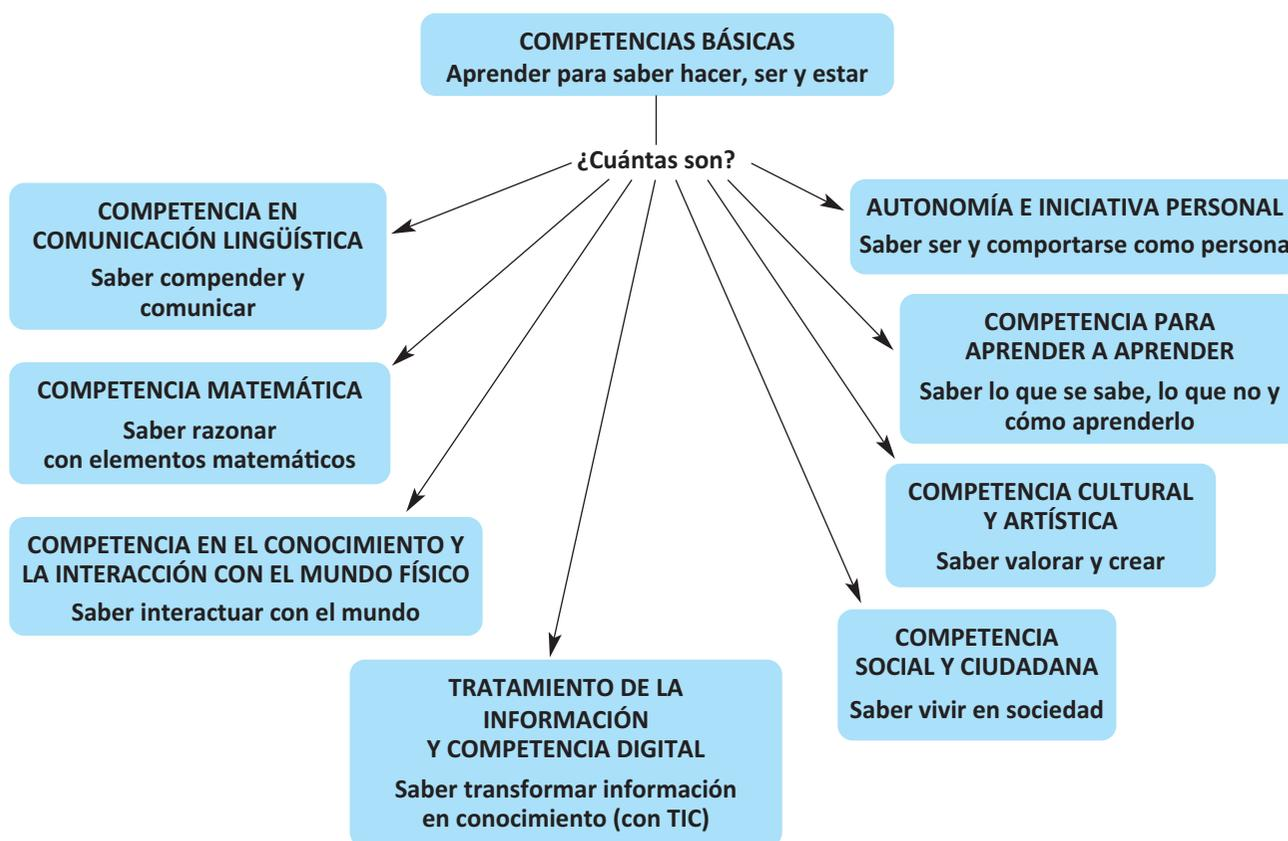 COMPETENCIAS BÁSICAS
Aprender para saber hacer, ser y estar
¿Cuántas son?
COMPETENCIA EN
COMUNICACIÓN LINGÜÍSTICA
Saber compender y
comunicar
COMPETENCIA MATEMÁTICA
Saber razonar
con elementos matemáticos
COMPETENCIA EN EL CONOCIMIENTO Y
LA INTERACCIÓN CON EL MUNDO FÍSICO
Saber interactuar con el mundo
TRATAMIENTO DE LA
INFORMACIÓN
Y COMPETENCIA DIGITAL
Saber transformar información
en conocimiento (con TIC)
COMPETENCIA
SOCIAL Y CIUDADANA
Saber vivir en sociedad
COMPETENCIA CULTURAL
Y ARTÍSTICA
Saber valorar y crear
COMPETENCIA PARA
APRENDER A APRENDER
Saber lo que se sabe, lo que no y
cómo aprenderlo
AUTONOMÍA E INICIATIVA PERSONAL
Saber ser y comportarse como persona